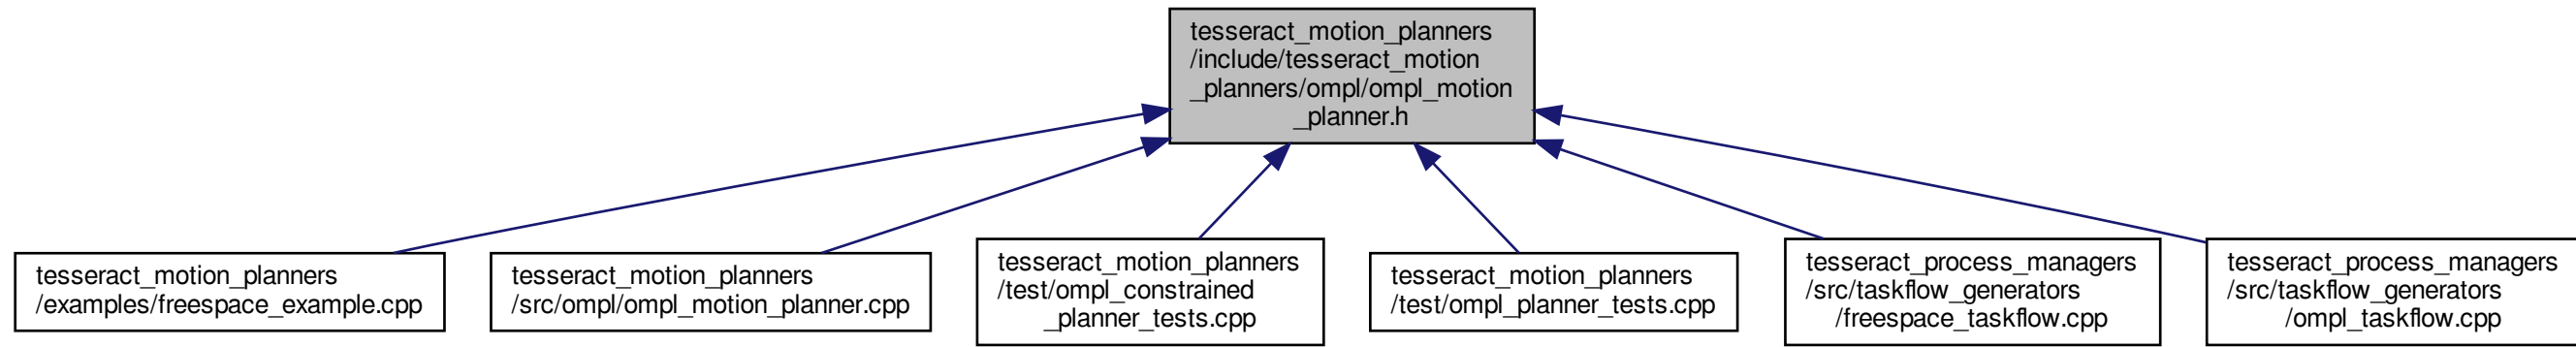 tesseract_motion_planners
/include/tesseract_motion
_planners/ompl/ompl_motion
_planner.h
tesseract_motion_planners
/examples/freespace_example.cpp
tesseract_motion_planners
/src/ompl/ompl_motion_planner.cpp
tesseract_motion_planners
/test/ompl_constrained
_planner_tests.cpp
tesseract_motion_planners
/test/ompl_planner_tests.cpp
tesseract_process_managers
/src/taskflow_generators
/freespace_taskflow.cpp
tesseract_process_managers
/src/taskflow_generators
/ompl_taskflow.cpp